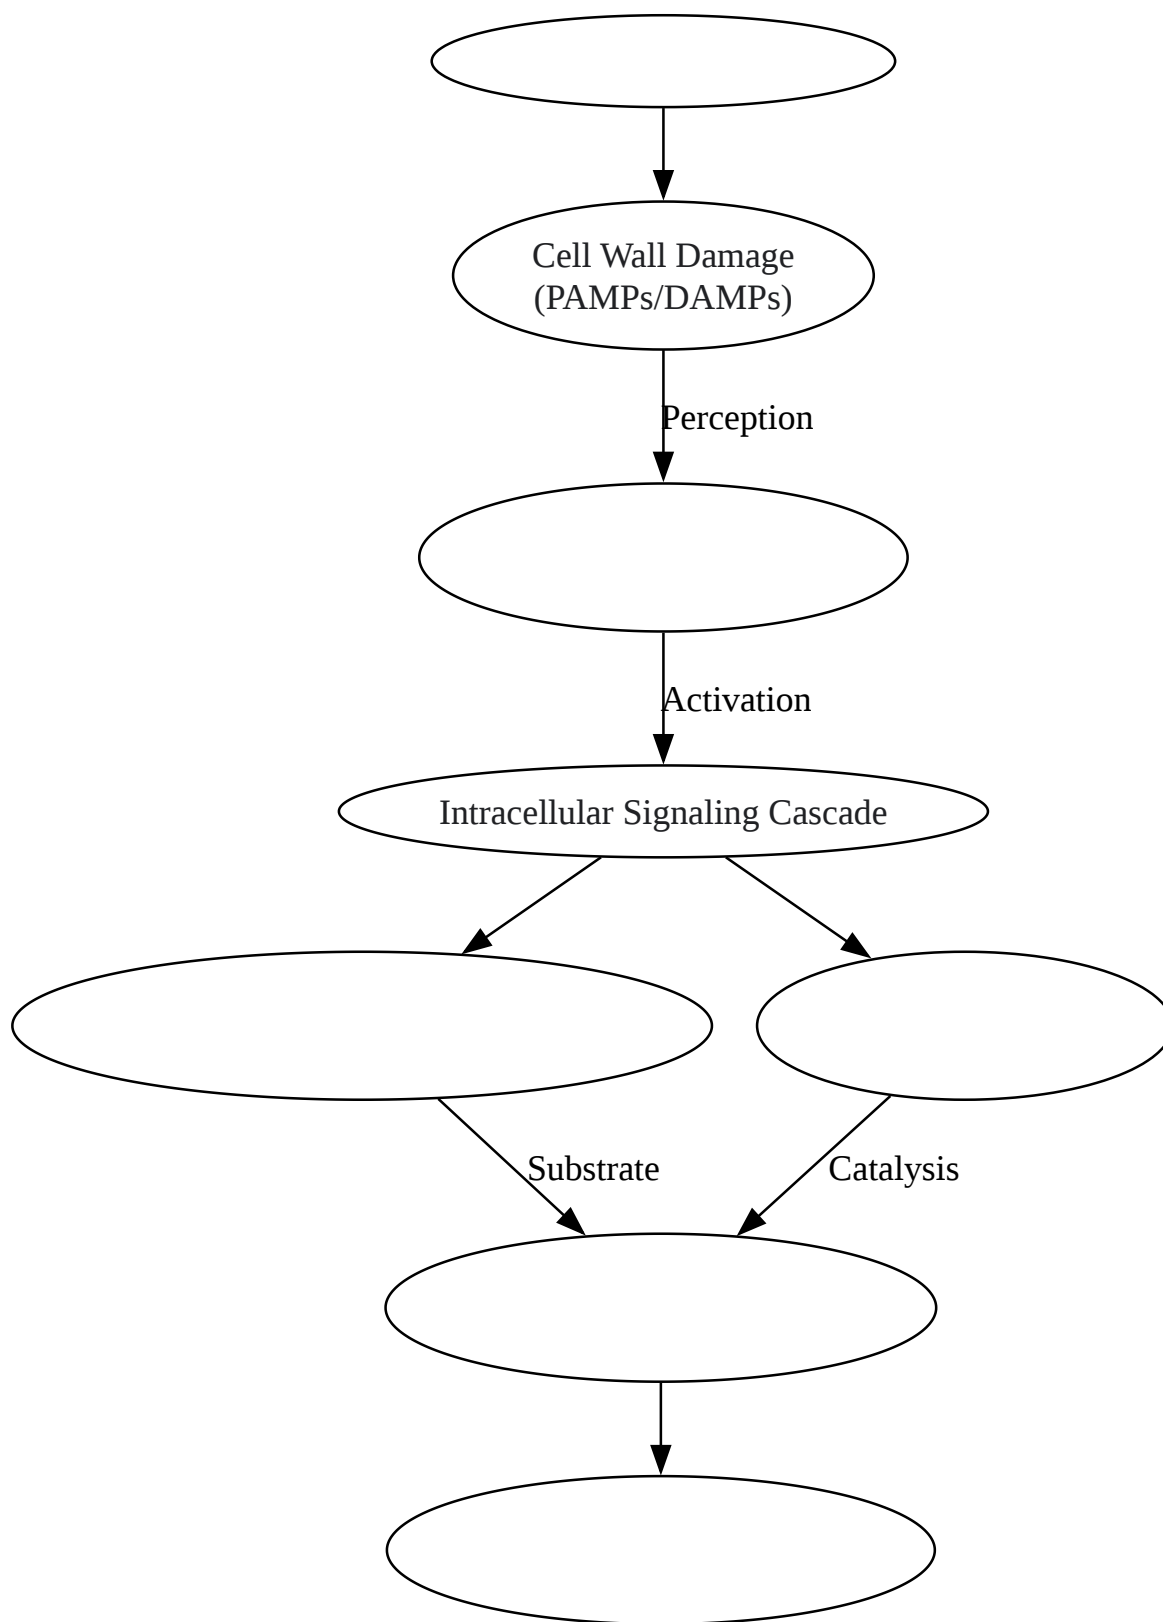 Cell Wall Damage
(PAMPs/DAMPs)
Perception
Activation
Intracellular Signaling Cascade
Substrate
Catalysis